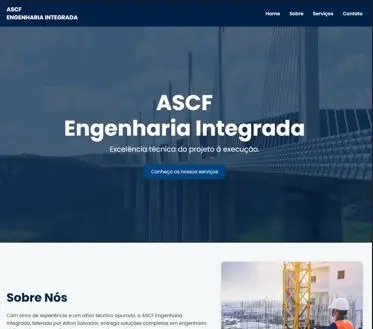 ASCF
ENGENHARIA INTEGRADA
Home Sobre Serviços Contato
ASCF
Engenharia Integrada
Excelência técnica do projeto à execução.
Conheça os nossos serviços
Sobre Nós
Com anos de experiência e um olhar técnico apurado, a ASCF Engenharia
Integrada, liderada por Ailton Salvador, entrega soluções completas em engenharia